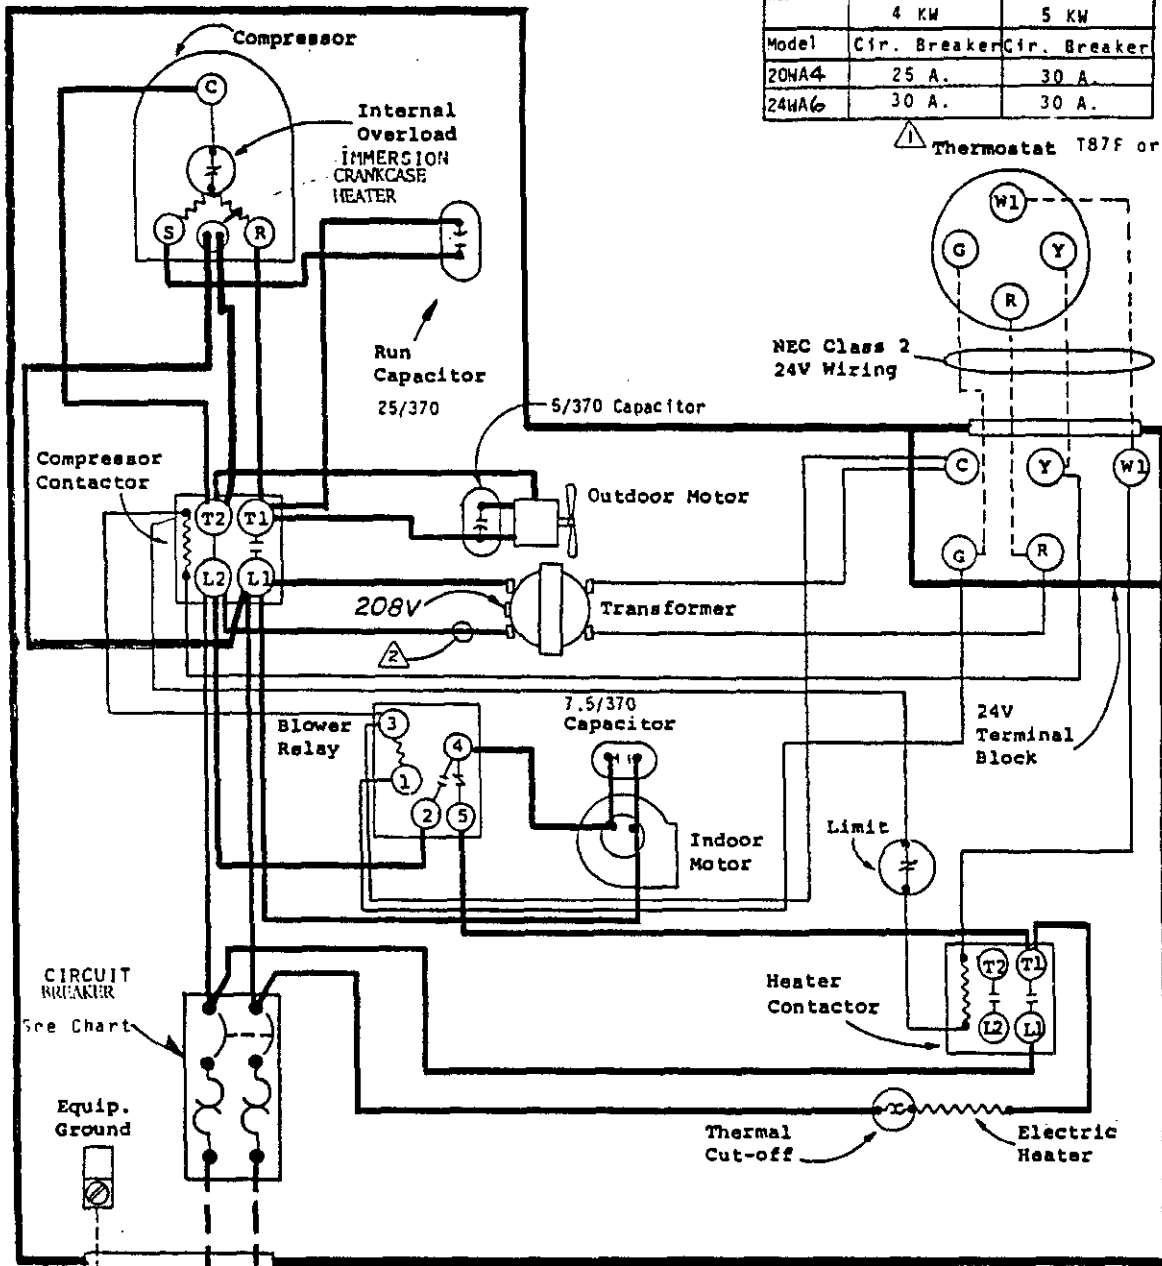 Compressor
4 KW 5 KW
Model Cir. Breaker Cir. Breaker
20WA4 25 A. 30 A.
24WA6 30 A. 30 A.
C
Internal
Overload
IMMERSION
CRANKCASE
HEATER
S R
1 Thermostat T87F or
W1
G Y
R
NEC Class 2
24V Wiring
Run
Capacitor
25/370
5/370 Capacitor
Compressor
Contactor
T2 T1
L2 L1
Outdoor Motor
C Y W1
G R
208V
Transformer
2
24V
Terminal
Block
7.5/370
Capacitor
Blower
Relay
3 4
1
2 5
Indoor
Motor
Limit
CIRCUIT
BREAKER
See Chart
Heater
Contactor
T2 T1
L2 L1
Equip.
Ground
Thermal
Cut-off
Electric
Heater